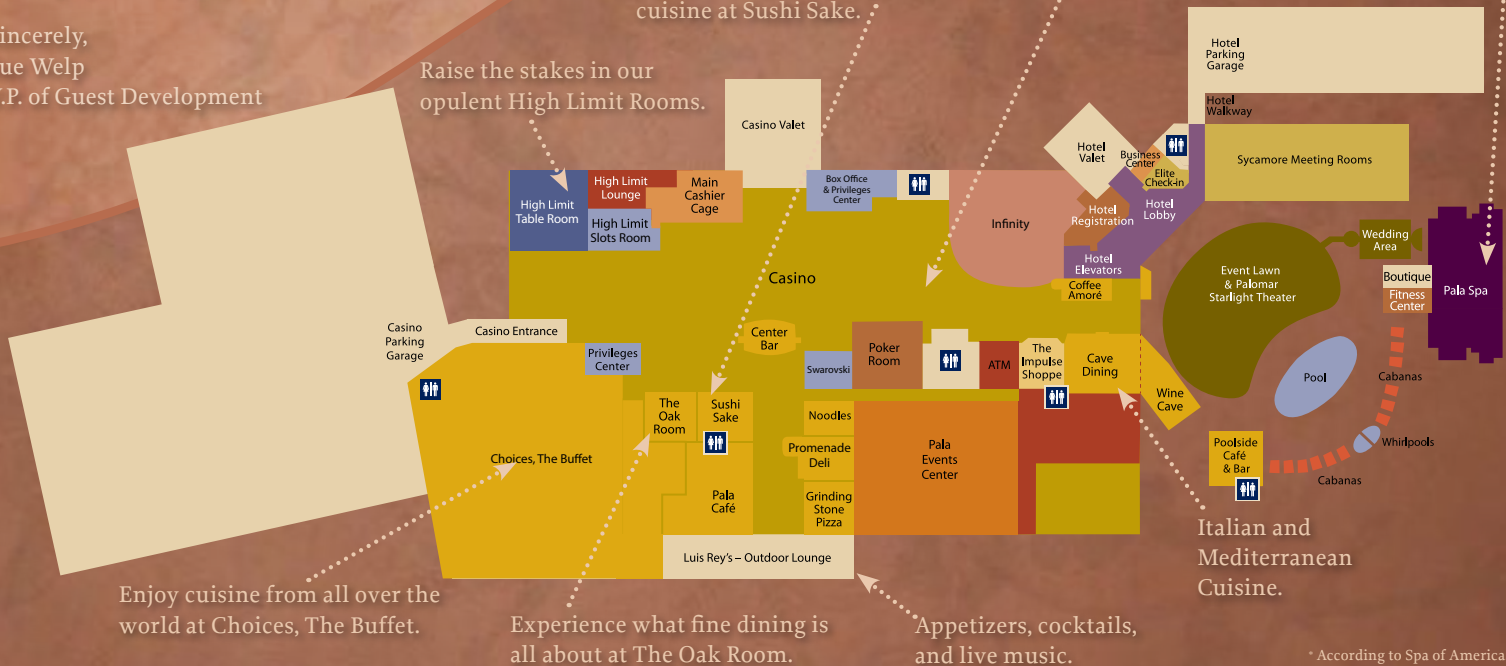 cuisine at Sushi Sake.
incerely,
ue Welp
.P. of Guest Development
Raise the stakes in our
opulent High Limit Rooms.
Hotel
Parking
Garage
Hotel
Walkway
Casino Valet
Hotel
Valet
Business
Center
Elite
Check-in
Sycamore Meeting Rooms
High Limit
Table Room
High Limit
Lounge
High Limit
Slots Room
Main
Cashier
Cage
Box Office
& Privileges
Center
Infinity
Hotel
Registration
Hotel
Lobby
Hotel
Elevators
Coffee
Amoré
Wedding
Area
Event Lawn
& Palomar
Starlight Theater
Boutique
Fitness
Center
Pala Spa
Casino
Casino
Parking
Garage
Casino Entrance
Privileges
Center
Center
Bar
Swarovski
Poker
Room
ATM
The
Impulse
Shoppe
Cave
Dining
Wine
Cave
Pool
Cabanas
Whirlpools
Cabanas
Poolside
Café
& Bar
Choices, The Buffet
The
Oak
Room
Sushi
Sake
Pala
Café
Noodles
Promenade
Deli
Grinding
Stone
Pizza
Pala
Events
Center
Luis Rey's – Outdoor Lounge
Italian and
Mediterranean
Cuisine.
Enjoy cuisine from all over the
world at Choices, The Buffet.
Experience what fine dining is
all about at The Oak Room.
Appetizers, cocktails,
and live music.
* According to Spa of America